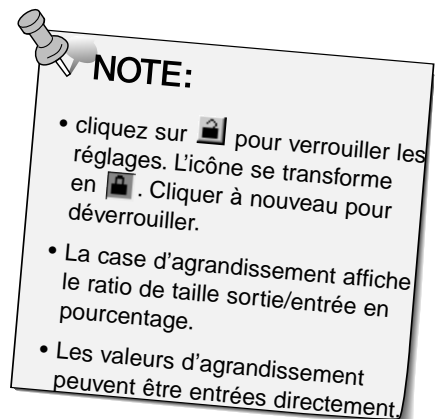 NOTE:
• cliquez sur pour verrouiller les
réglages. L'icône se transforme
en . Cliquer à nouveau pour
déverrouiller.
• La case d'agrandissement affiche
le ratio de taille sortie/entrée en
pourcentage.
• Les valeurs d'agrandissement
peuvent être entrées directement.